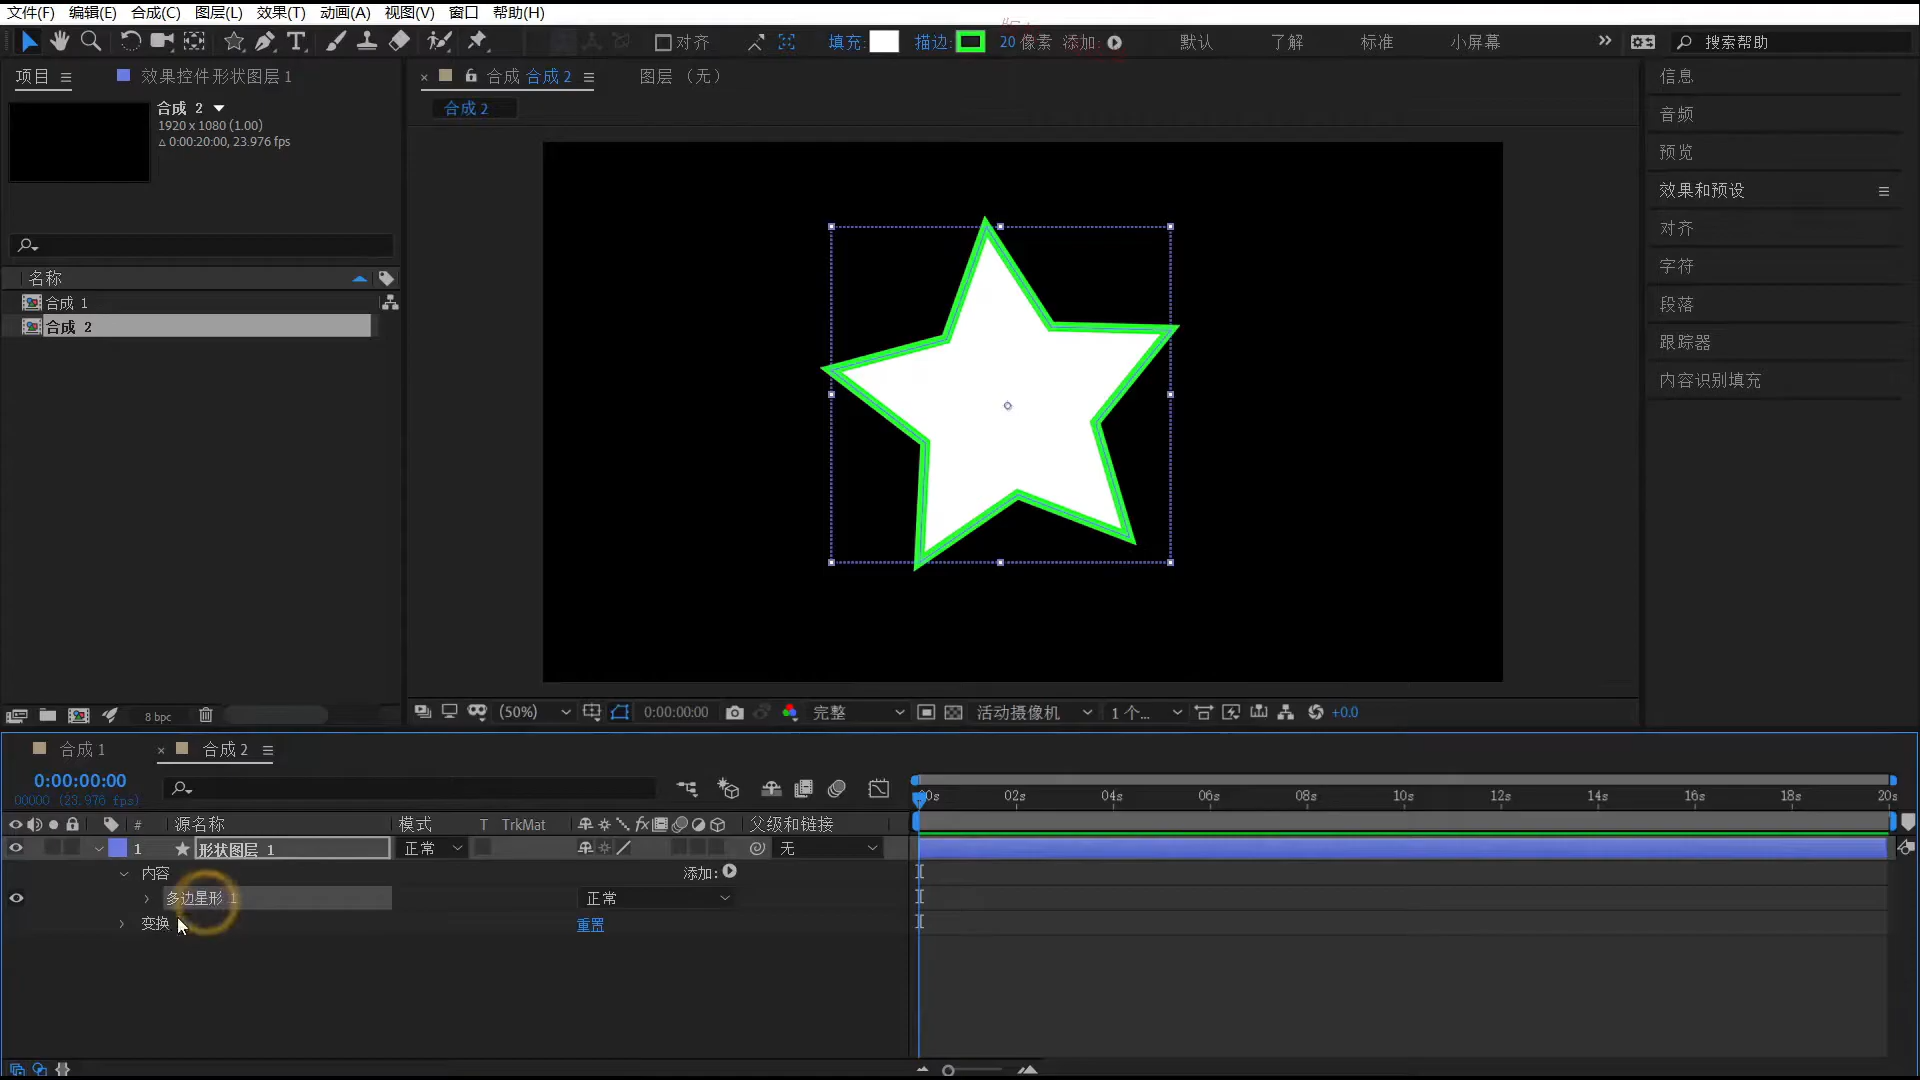 文件(F) 编辑(E) 合成(C) 图层(L) 效果(T) 动画(A) 视图(V) 窗口 帮助(H)
对齐 填充: 描边: 20 像素 添加: 默认 了解 标准 小屏幕 搜索帮助
项目 效果控件形状图层 1 合成 合成 2 图层 (无) 信息
合成 2
1920 x 1080 (1.00)
△ 0:00:20:00, 23.976 fps
合成 2
音频
预览
效果和预设
对齐
字符
段落
跟踪器
内容识别填充
名称
合成 1
合成 2
8 bpc (50%) 0:00:00:00 完整 活动摄像机 1 个... +0.0
合成 1 合成 2
0:00:00:00
00000 (23.976 fps)
02s 04s 06s 08s 10s 12s 14s 16s 18s 20s
# 源名称 模式 T TrkMat fx 父级和链接
1 形状图层 1 正常 无
内容 添加:
多边星形 1 正常
变换 重置